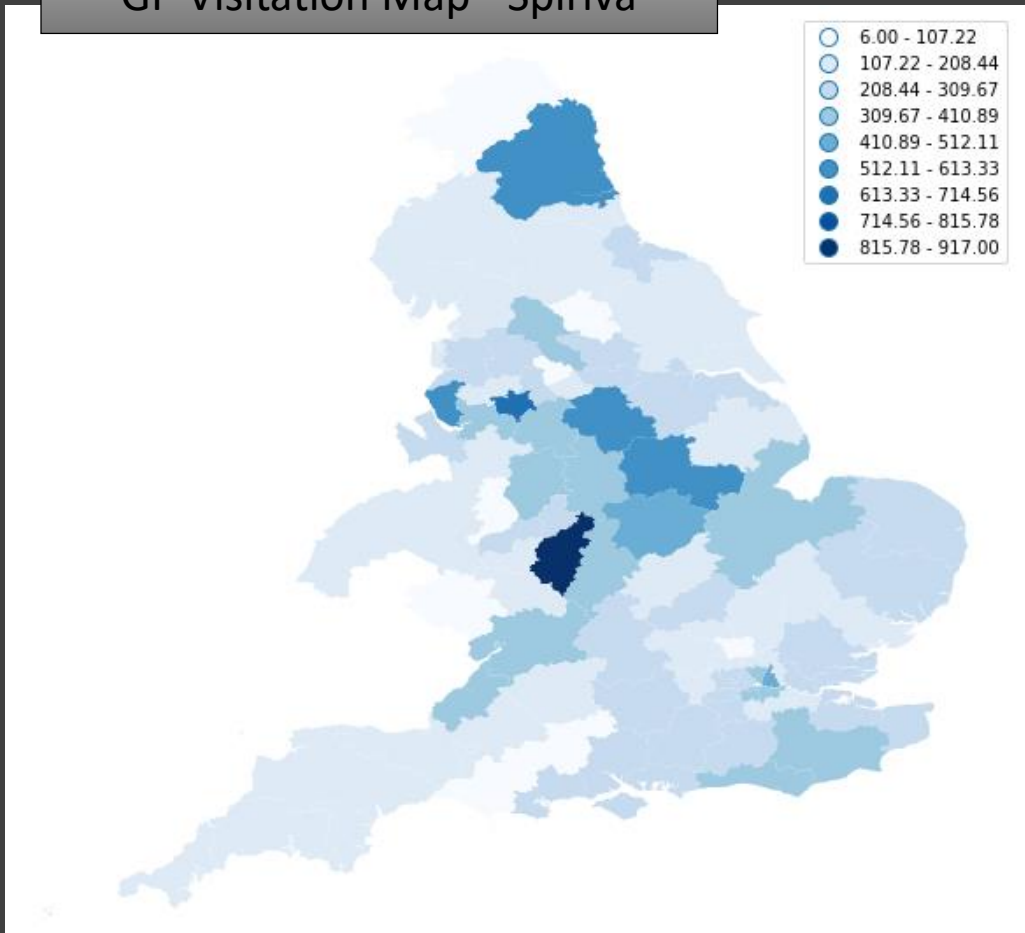 GP Visitation Map - Spiriva
6.00 - 107.22
107.22 - 208.44
208.44 - 309.67
309.67 - 410.89
410.89 - 512.11
512.11 - 613.33
613.33 - 714.56
714.56 - 815.78
815.78 - 917.00